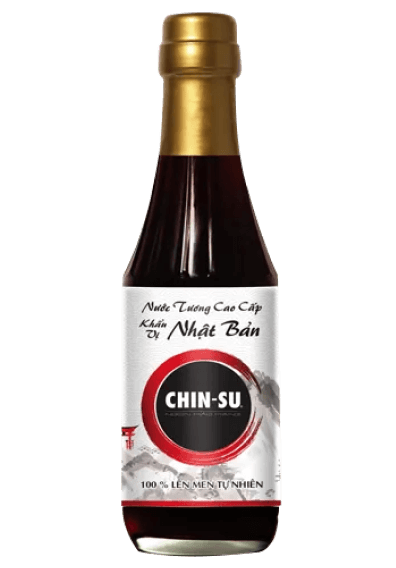 Nước Tương Cao Cấp
Khẩu
Vị
Nhật Bản
CHIN-SU
100% LÊN MEN TỰ NHIÊN